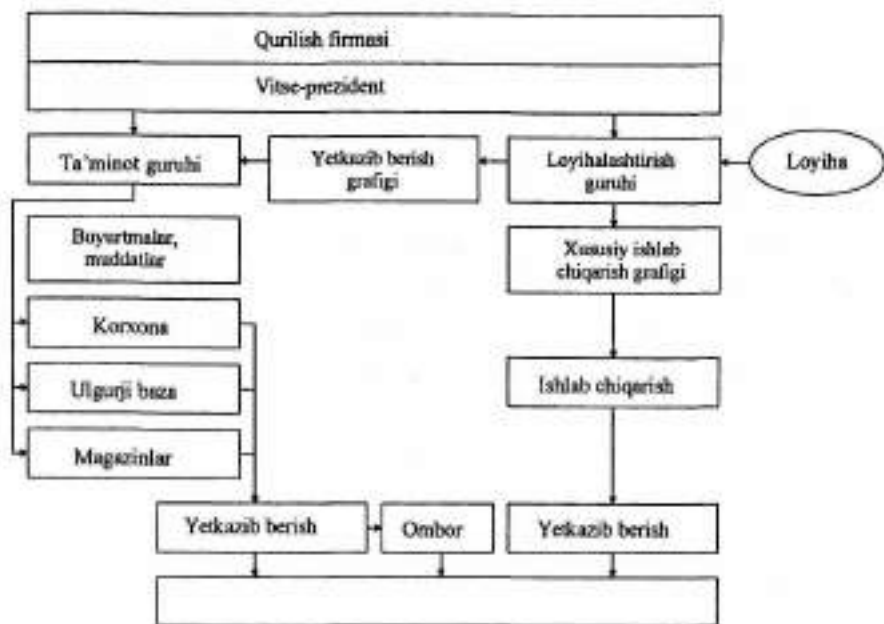 Qurilish firmasi
Vitse-prezident
Ta'minot guruhi
Yetkazib berish
grafigi
Loyihalashtirish
guruhi
Loyiha
Buyurtmalar,
muddatlar
Xususiy ishlab
chiqarish grafigi
Korxona
Ulgurji baza
Ishlab chiqarish
Magazinlar
Yetkazib berish
Ombor
Yetkazib berish